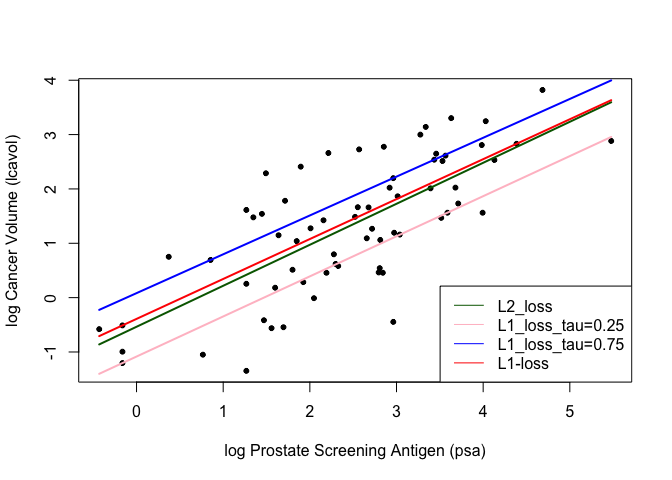 4
3
2
1
0
-1
log Cancer Volume (lcavol)
L2_loss
L1_loss_tau=0.25
L1_loss_tau=0.75
L1-loss
0 1 2 3 4 5
log Prostate Screening Antigen (psa)